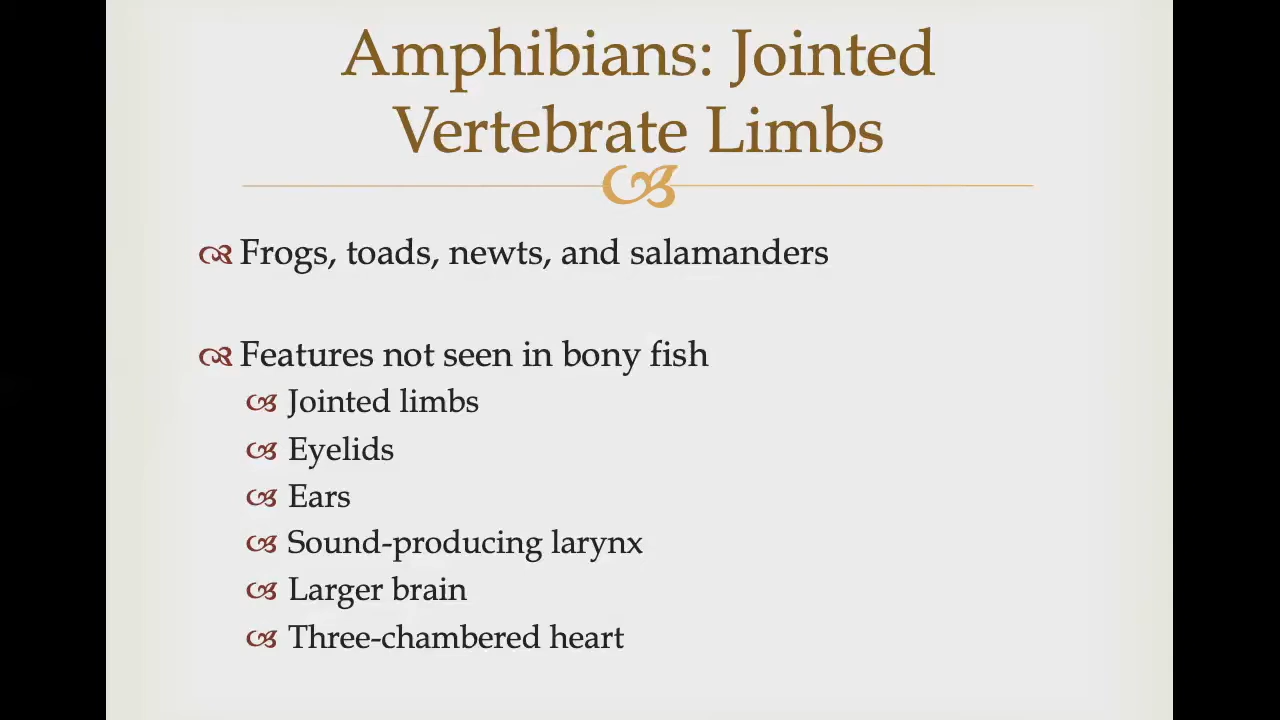 Amphibians: Jointed
Vertebrate Limbs
Frogs, toads, newts, and salamanders
Features not seen in bony fish
Jointed limbs
Eyelids
Ears
Sound-producing larynx
Larger brain
Three-chambered heart